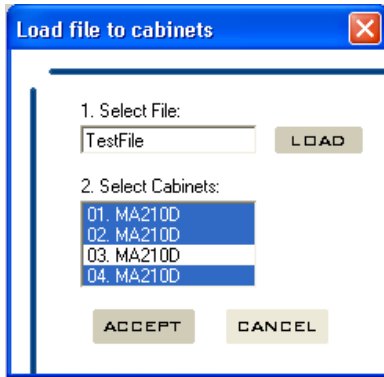 Load file to cabinets
1. Select File:
TestFile
LOAD
2. Select Cabinets:
01. MA210D
02. MA210D
03. MA210D
04. MA210D
ACCEPT CANCEL